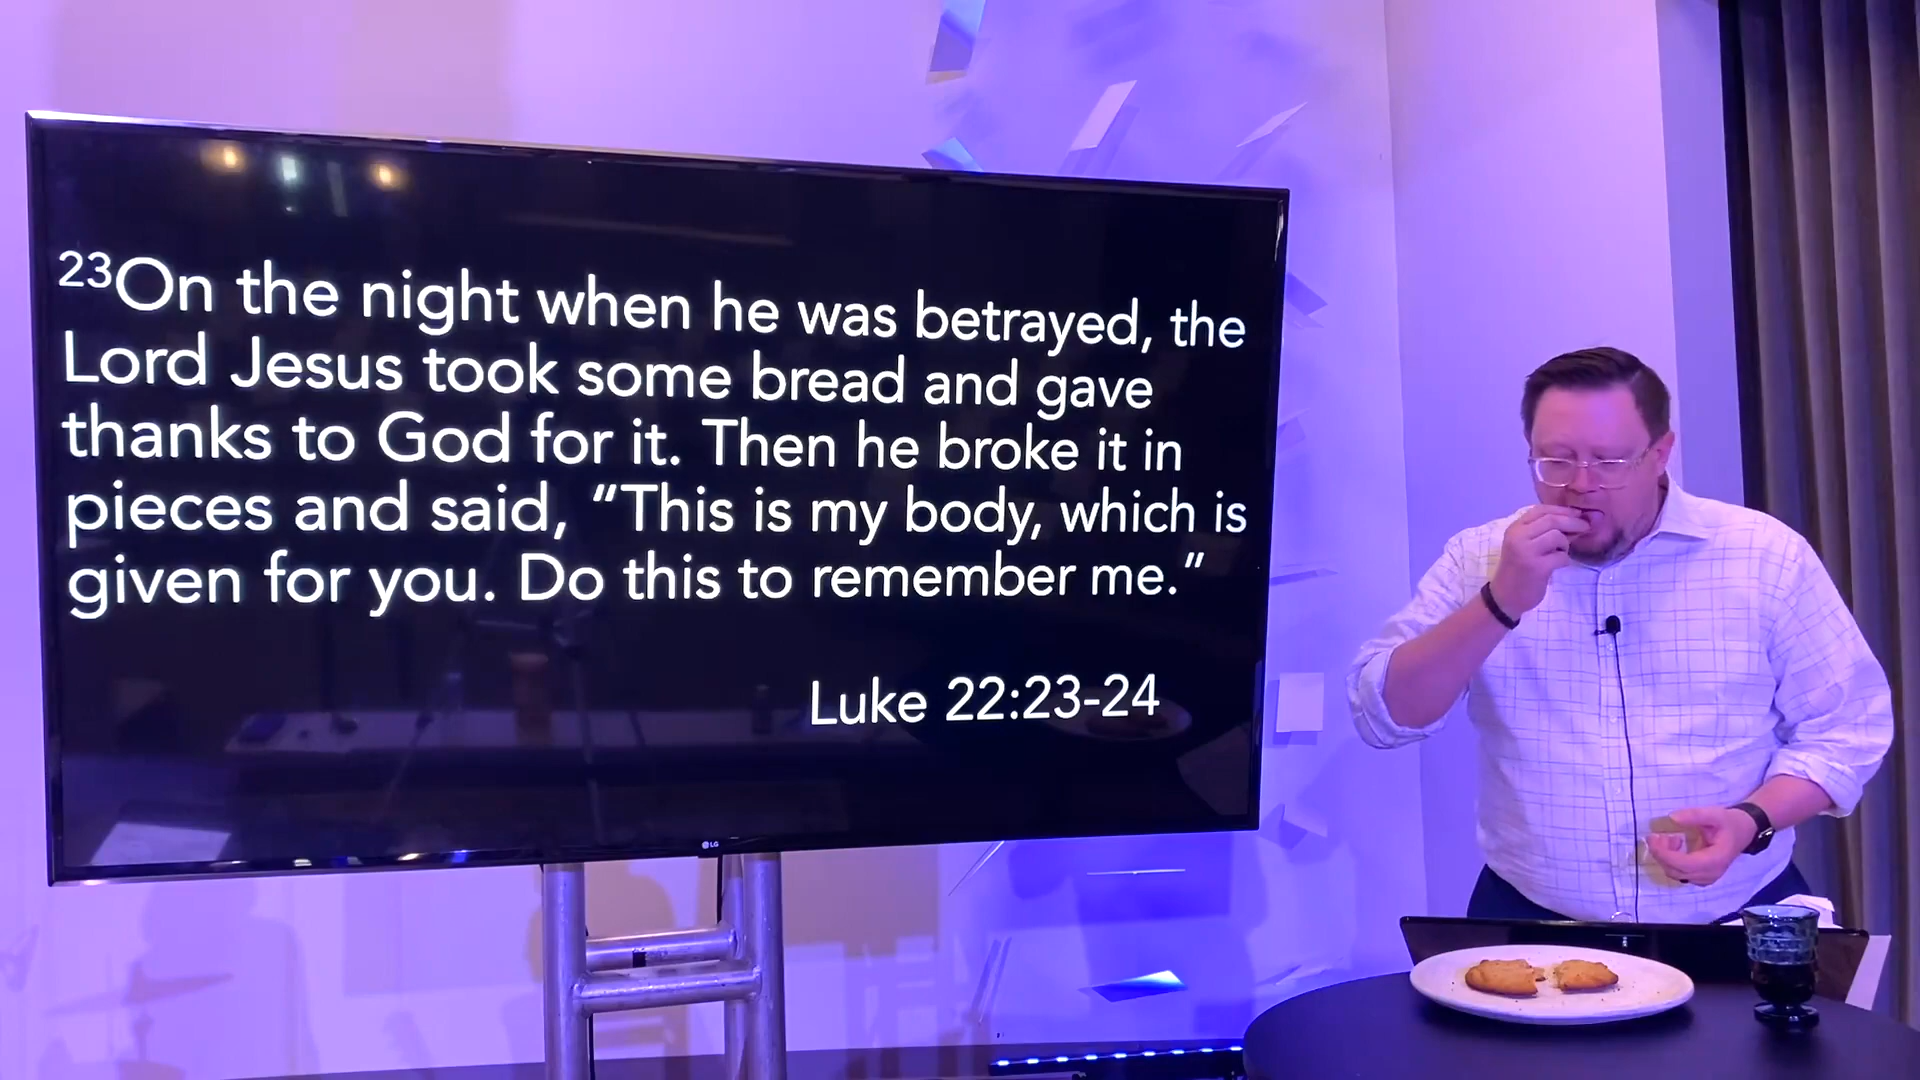 ²³On the night when he was betrayed, the
Lord Jesus took some bread and gave
thanks to God for it. Then he broke it in
pieces and said, “This is my body, which is
given for you. Do this to remember me.”
Luke 22:23-24
LG